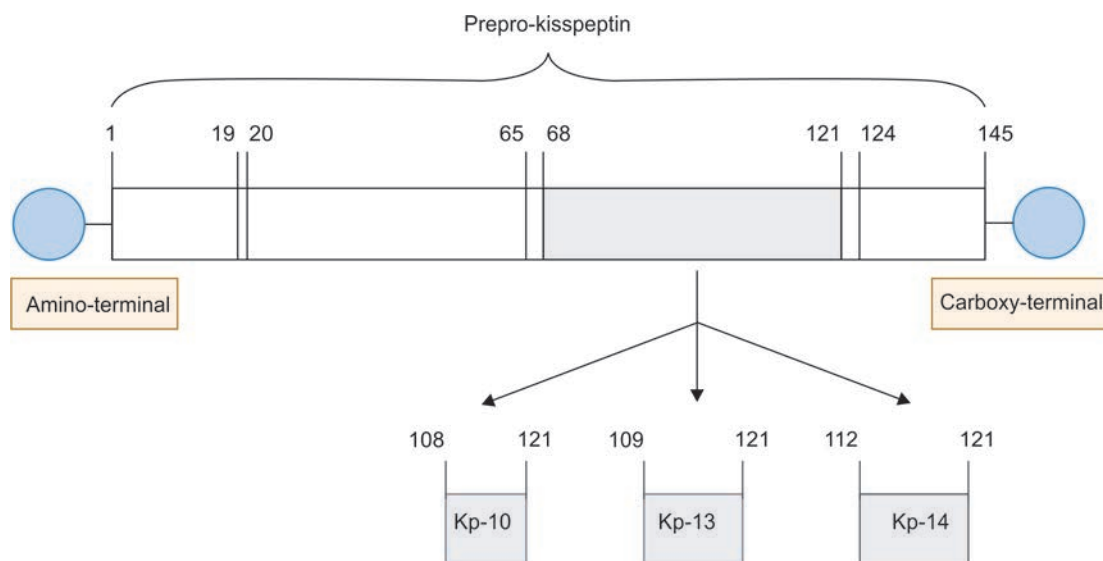 Prepro-kisspeptin
1 19 20 65 68 121 124 145
Amino-terminal
Carboxy-terminal
108 121 109 121 112 121
Kp-10 Kp-13 Kp-14